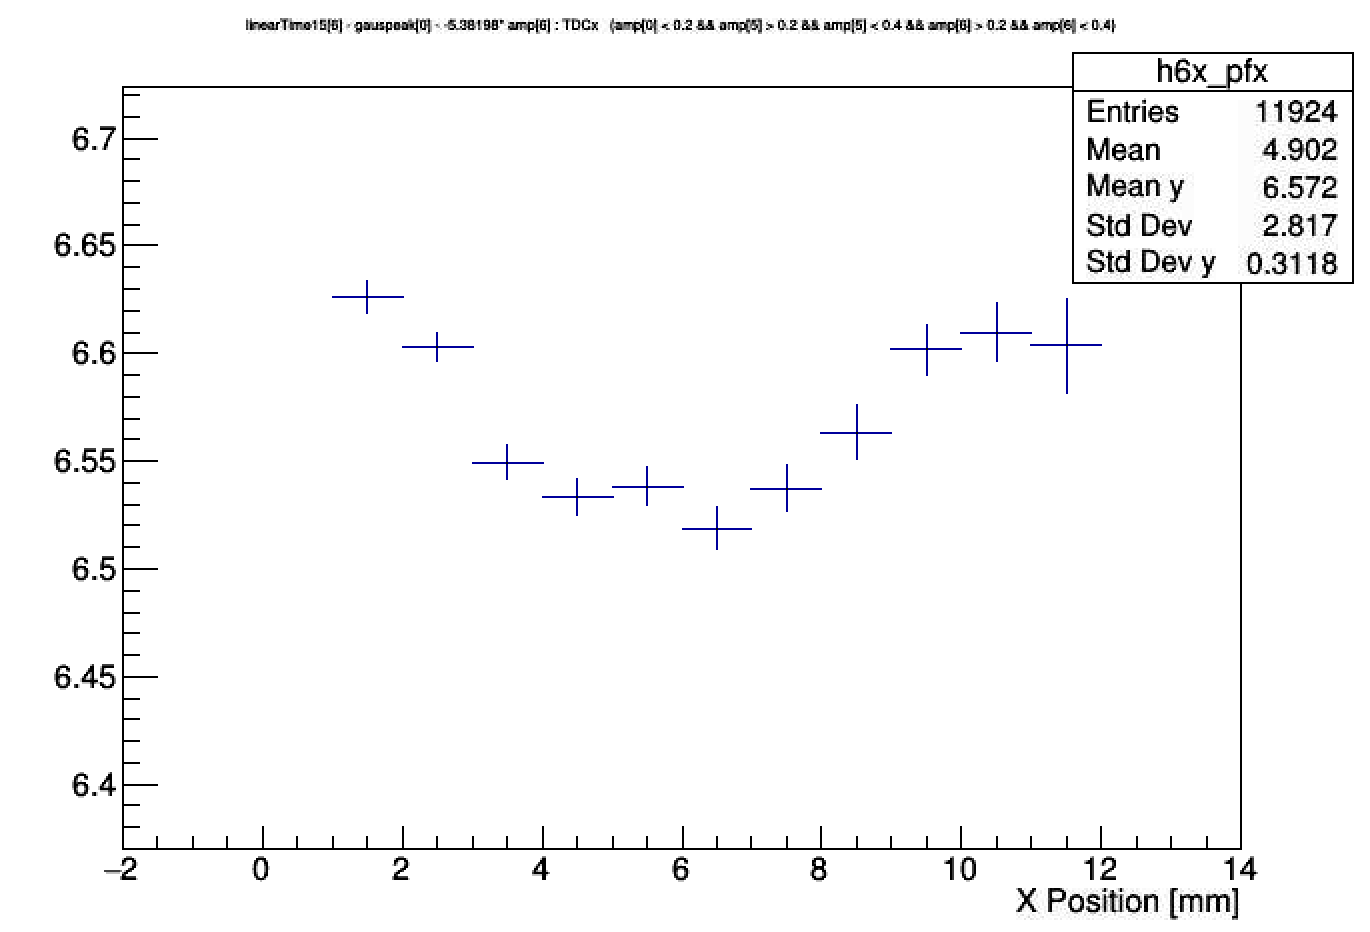 linearTime15[6] - gauspeak[0] - -5.38198* amp[6] : TDCx (amp[0] < 0.2 && amp[5] > 0.2 && amp[5] < 0.4 && amp[6] > 0.2 && amp[6] < 0.4)
h6x_pfx
Entries 11924
Mean 4.902
Mean y 6.572
Std Dev 2.817
Std Dev y 0.3118
6.7
6.65
6.6
6.55
6.5
6.45
6.4
−2 0 2 4 6 8 10 12 14
X Position [mm]